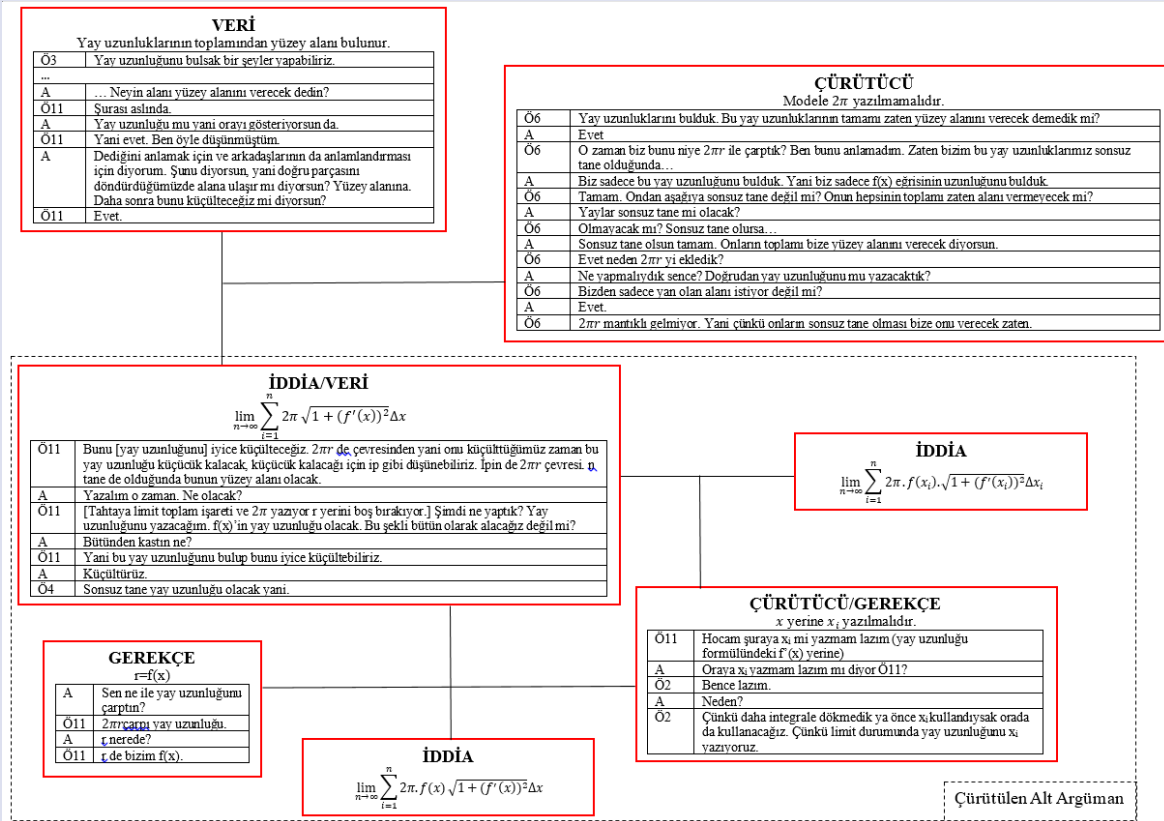 VERİ
Yay uzunluklarının toplamından yüzey alanı bulunur.
Ö3 Yay uzunluğunu bulsak bir şeyler yapabiliriz.
...
A … Neyin alanı yüzey alanını verecek dedin?
Ö11 Şurası aslında.
A Yay uzunluğu mu yani orayı gösteriyorsun da.
Ö11 Yani evet. Ben öyle düşünmüştüm.
A Dediğini anlamak için ve arkadaşlarının da anlamlandırması
için diyorum. Şunu diyorsun, yani doğru parçasını
döndürdüğümüzde alana ulaşır mı diyorsun? Yüzey alanına.
Daha sonra bunu küçülteceğiz mi diyorsun?
Ö11 Evet.
ÇÜRÜTÜCÜ
Modele 2π yazılmamalıdır.
Ö6 Yay uzunluklarını bulduk. Bu yay uzunluklarının tamamı zaten yüzey alanını verecek demedik mi?
A Evet
Ö6 O zaman biz bunu niye 2πr ile çarptık? Ben bunu anlamadım. Zaten bizim bu yay uzunluklarımız sonsuz
tane olduğunda…
A Biz sadece bu yay uzunluğunu bulduk. Yani biz sadece f(x) eğrisinin uzunluğunu bulduk.
Ö6 Tamam. Ondan aşağıya sonsuz tane değil mi? Onun hepsinin toplamı zaten alanı vermeyecek mi?
A Yaylar sonsuz tane mi olacak?
Ö6 Olmayacak mı? Sonsuz tane olursa…
A Sonsuz tane olsun tamam. Onların toplamı bize yüzey alanını verecek diyorsun.
Ö6 Evet neden 2πr yi ekledik?
A Ne yapmalıydık sence? Doğrudan yay uzunluğunu mu yazacaktık?
Ö6 Bizden sadece yan olan alanı istiyor değil mi?
A Evet.
Ö6 2πr mantıklı gelmiyor. Yani çünkü onların sonsuz tane olması bize onu verecek zaten.
İDDİA/VERİ
lim n→∞ ∑ i=1 n 2π √(1 + (f′(x))²) Δx
Ö11 Bunu [yay uzunluğunu] iyice küçülteceğiz. 2πr de çevresinden yani onu küçülttüğümüz zaman bu
yay uzunluğu küçücük kalacak, küçücük kalacağı için ip gibi düşünebiliriz. İpin de 2πr çevresi. n
tane de olduğunda bunun yüzey alanı olacak.
A Yazalım o zaman. Ne olacak?
Ö11 [Tahtaya limit toplam işareti ve 2π yazıyor r yerini boş bırakıyor.] Şimdi ne yaptık? Yay
uzunluğunu yazacağım. f(x)'in yay uzunluğu olacak. Bu şekli bütün olarak alacağız değil mi?
A Bütünden kastın ne?
Ö11 Yani bu yay uzunluğunu bulup bunu iyice küçültebiliriz.
A Küçültürüz.
Ö4 Sonsuz tane yay uzunluğu olacak yani.
İDDİA
lim n→∞ ∑ i=1 n 2π. f(xᵢ). √(1 + (f′(xᵢ))²) Δxᵢ
ÇÜRÜTÜCÜ/GEREKÇE
x yerine xᵢ yazılmalıdır.
Ö11 Hocam şuraya xᵢ mi yazmam lazım (yay uzunluğu
formülündeki f'(x) yerine)
A Oraya xᵢ yazmam lazım mı diyor Ö11?
Ö2 Bence lazım.
A Neden?
Ö2 Çünkü daha integrale dökmedik ya önce xᵢ kullandıysak orada
da kullanacağız. Çünkü limit durumunda yay uzunluğunu xᵢ
yazıyoruz.
GEREKÇE
r=f(x)
A Sen ne ile yay uzunluğunu
çarptın?
Ö11 2πrçarpı yay uzunluğu.
A r nerede?
Ö11 r de bizim f(x).
İDDİA
lim n→∞ ∑ i=1 n 2π. f(x) √(1 + (f′(x))²) Δx
Çürütülen Alt Argüman